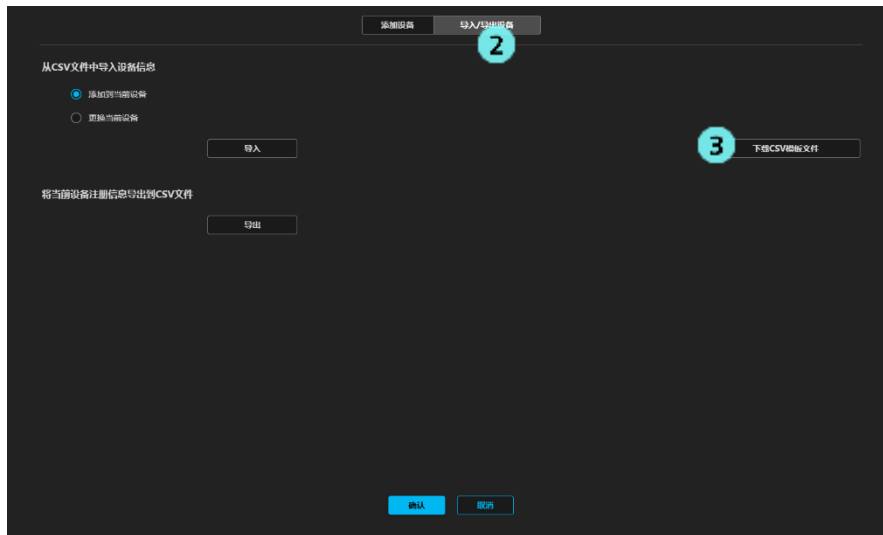 添加设备 导入/导出设备
2
从CSV文件中导入设备信息
添加到当前设备
更换当前设备
导入
3 下载CSV模板文件
将当前设备注册信息导出到CSV文件
导出
确认 取消